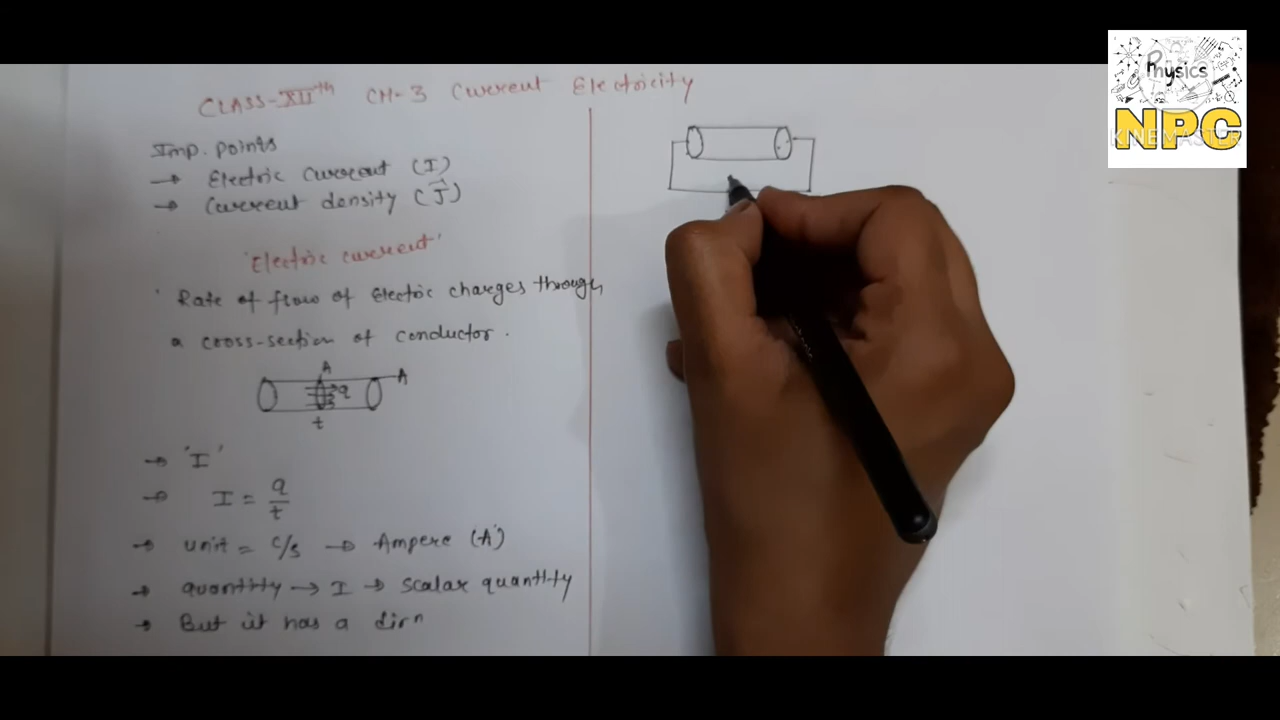 CLASS-XIIth CH-3 Current Electricity
Imp. points
→ Electric Current (I)
→ Current density (J⃗)
'Electric current'
Rate of flow of Electric charges through
a cross-section of conductor.
A
A
q
t
→ 'I'
→ I = q/t
→ unit = C/s → Ampere (A)
→ quantity → I → scalar quantity
→ But it has a dirn
Physics
NPC
KINEMASTER